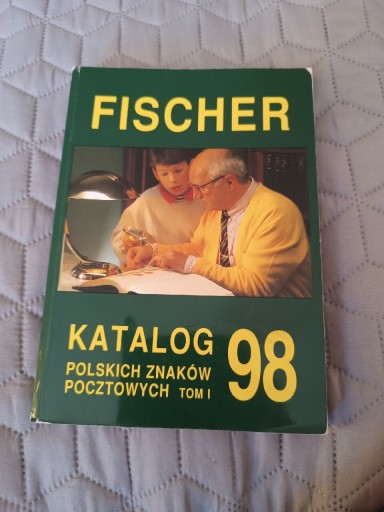 FISCHER
KATALOG
POLSKICH ZNAKÓW
POCZTOWYCH TOM I
98